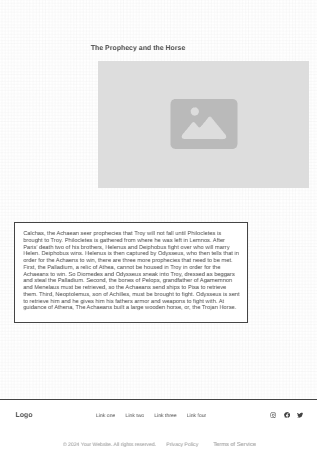 The Prophecy and the Horse
Calchas, the Achaean seer prophecies that Troy will not fall until Philocletes is
brought to Troy. Philocletes is gathered from where he was left in Lemnos. After
Paris' death two of his brothers, Helenus and Deiphobus fight over who will marry
Helen. Deiphobus wins. Helenus is then captured by Odysseus, who then tells that in
order for the Achaeans to win, there are three more prophecies that need to be met.
First, the Palladium, a relic of Athea, cannot be housed in Troy in order for the
Achaeans to win. So Diomedes and Odysseus sneak into Troy, dressed as beggars
and steal the Palladium. Second, the bones of Pelops, grandfather of Agamemnon
and Menelaus must be retrieved, so the Achaeans send ships to Pisa to retreve
them. Third, Neoptolemus, son of Achilles, must be brought to fight. Odysseus is sent
to retrieve him and he gives him his fathers armor and weapons to fight with. At
guidance of Athena, The Achaeans built a large wooden horse, or, the Trojan Horse.
Logo Link one Link two Link three Link four
© 2024 Your Website. All rights reserved. Privacy Policy Terms of Service